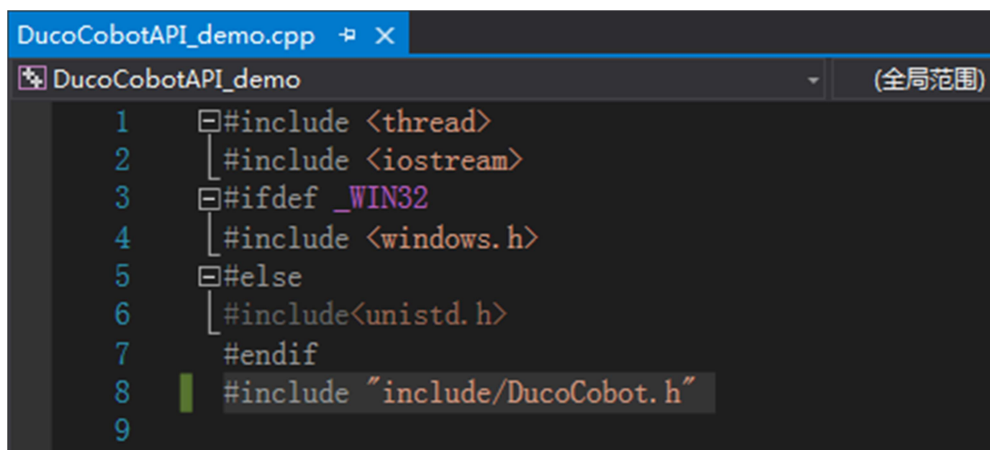 DucoCobotAPI_demo.cpp
DucoCobotAPI_demo (全局范围)
1 #include <thread>
2 #include <iostream>
3 #ifdef _WIN32
4 #include <windows.h>
5 #else
6 #include<unistd.h>
7 #endif
8 #include "include/DucoCobot.h"
9